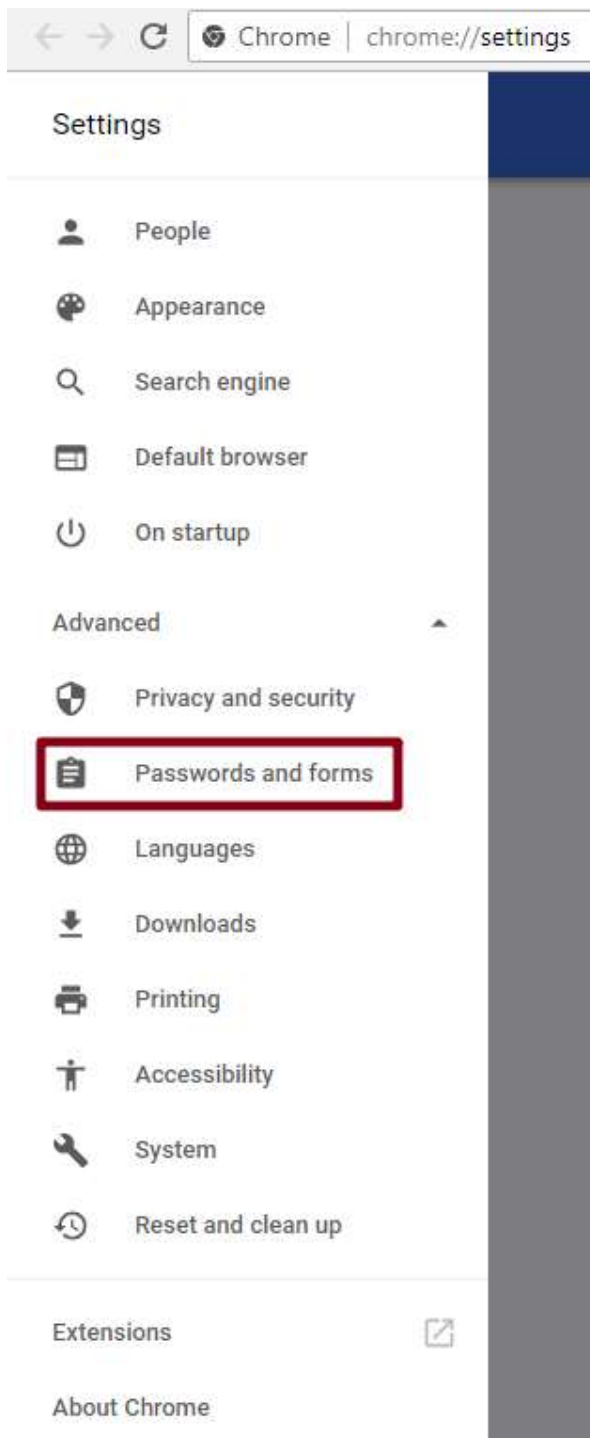 Chrome | chrome://settings
Settings
People
Appearance
Search engine
Default browser
On startup
Advanced
Privacy and security
Passwords and forms
Languages
Downloads
Printing
Accessibility
System
Reset and clean up
Extensions
About Chrome